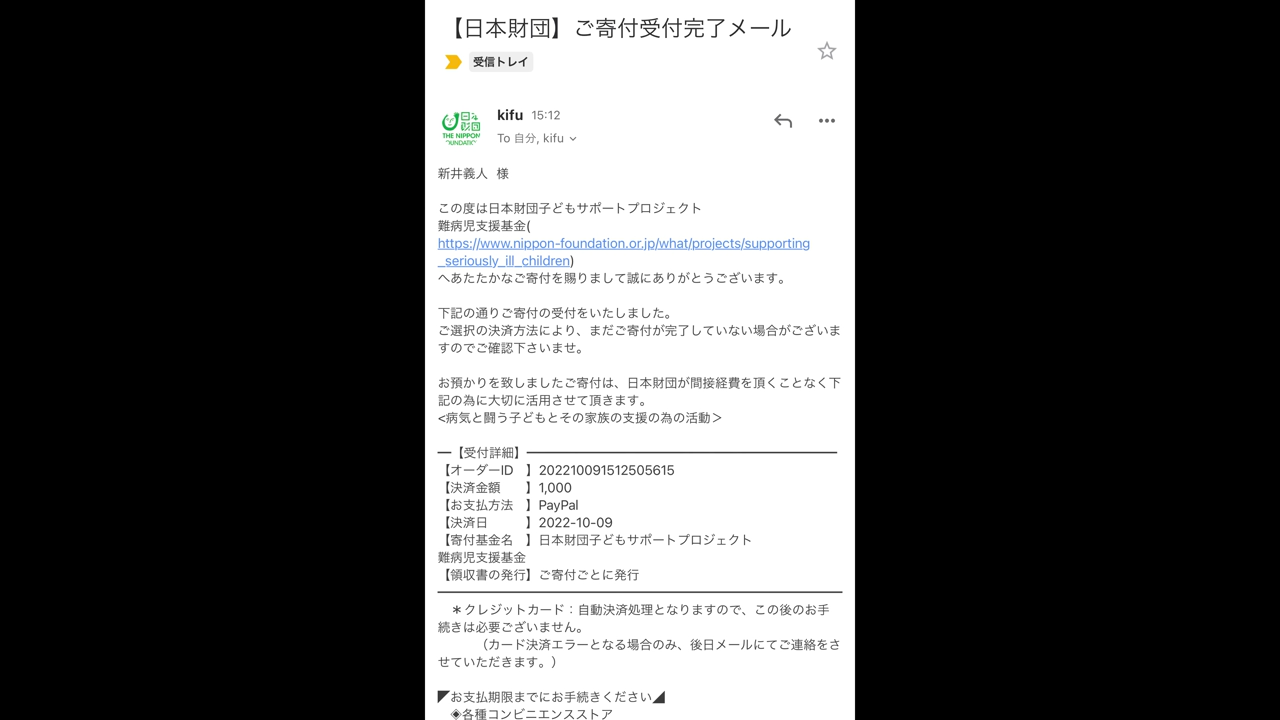 【日本財団】ご寄付受付完了メール
受信トレイ
kifu 15:12
To 自分, kifu
THE NIPPON
新井義人 様
この度は日本財団子どもサポートプロジェクト
難病児支援基金(
https://www.nippon-foundation.or.jp/what/projects/supporting
_seriously_ill_children)
へあたたかなご寄付を賜りまして誠にありがとうございます。
下記の通りご寄付の受付をいたしました。
ご選択の決済方法により、まだご寄付が完了していない場合がございま
すのでご確認下さいませ。
お預かりを致しましたご寄付は、日本財団が間接経費を頂くことなく下
記の為に大切に活用させて頂きます。
<病気と闘う子どもとその家族の支援の為の活動＞
━【受付詳細】━━━━━━━━━━━━━━━━━━━━
【オーダーID　】202210091512505615
【決済金額　　】1,000
【お支払方法　】PayPal
【決済日　　　】2022-10-09
【寄付基金名　】日本財団子どもサポートプロジェクト
難病児支援基金
【領収書の発行】ご寄付ごとに発行
━━━━━━━━━━━━━━━━━━━━━━━━━━
＊クレジットカード：自動決済処理となりますので、この後のお手
続きは必要ございません。
（カード決済エラーとなる場合のみ、後日メールにてご連絡をさ
せていただきます。）
◤お支払期限までにお手続きください◢
◈各種コンビニエンスストア